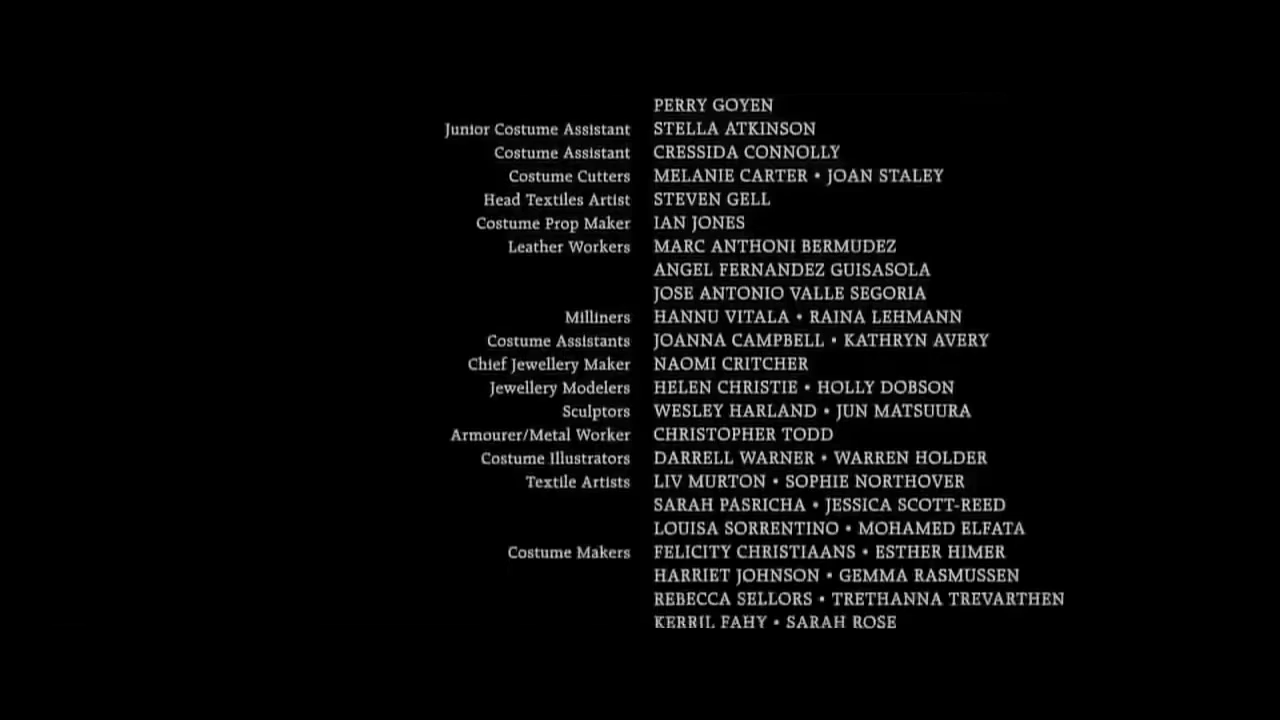 PERRY GOYEN
Junior Costume Assistant STELLA ATKINSON
Costume Assistant CRESSIDA CONNOLLY
Costume Cutters MELANIE CARTER • JOAN STALEY
Head Textiles Artist STEVEN GELL
Costume Prop Maker IAN JONES
Leather Workers MARC ANTHONI BERMUDEZ
ANGEL FERNANDEZ GUISASOLA
JOSE ANTONIO VALLE SEGORIA
Milliners HANNU VITALA • RAINA LEHMANN
Costume Assistants JOANNA CAMPBELL • KATHRYN AVERY
Chief Jewellery Maker NAOMI CRITCHER
Jewellery Modelers HELEN CHRISTIE • HOLLY DOBSON
Sculptors WESLEY HARLAND • JUN MATSUURA
Armourer/Metal Worker CHRISTOPHER TODD
Costume Illustrators DARRELL WARNER • WARREN HOLDER
Textile Artists LIV MURTON • SOPHIE NORTHOVER
SARAH PASRICHA • JESSICA SCOTT-REED
LOUISA SORRENTINO • MOHAMED ELFATA
Costume Makers FELICITY CHRISTIAANS • ESTHER HIMER
HARRIET JOHNSON • GEMMA RASMUSSEN
REBECCA SELLORS • TRETHANNA TREVARTHEN
KERRIL FAHY • SARAH ROSE